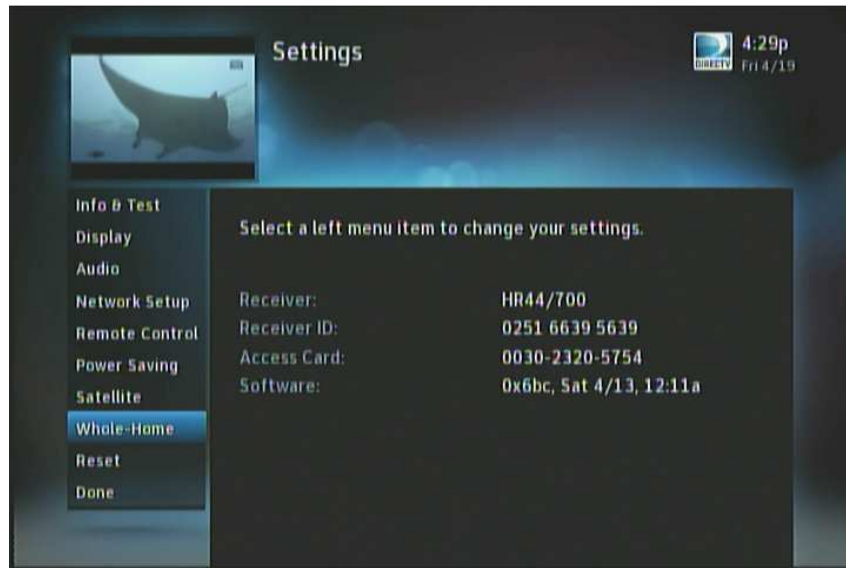 Settings
DIRECTV
4:29p
Fri 4/19
Info & Test
Display
Audio
Network Setup
Remote Control
Power Saving
Satellite
Whole-Home
Reset
Done
Select a left menu item to change your settings.
Receiver: HR44/700
Receiver ID: 0251 6639 5639
Access Card: 0030-2320-5754
Software: 0x6bc, Sat 4/13, 12:11a